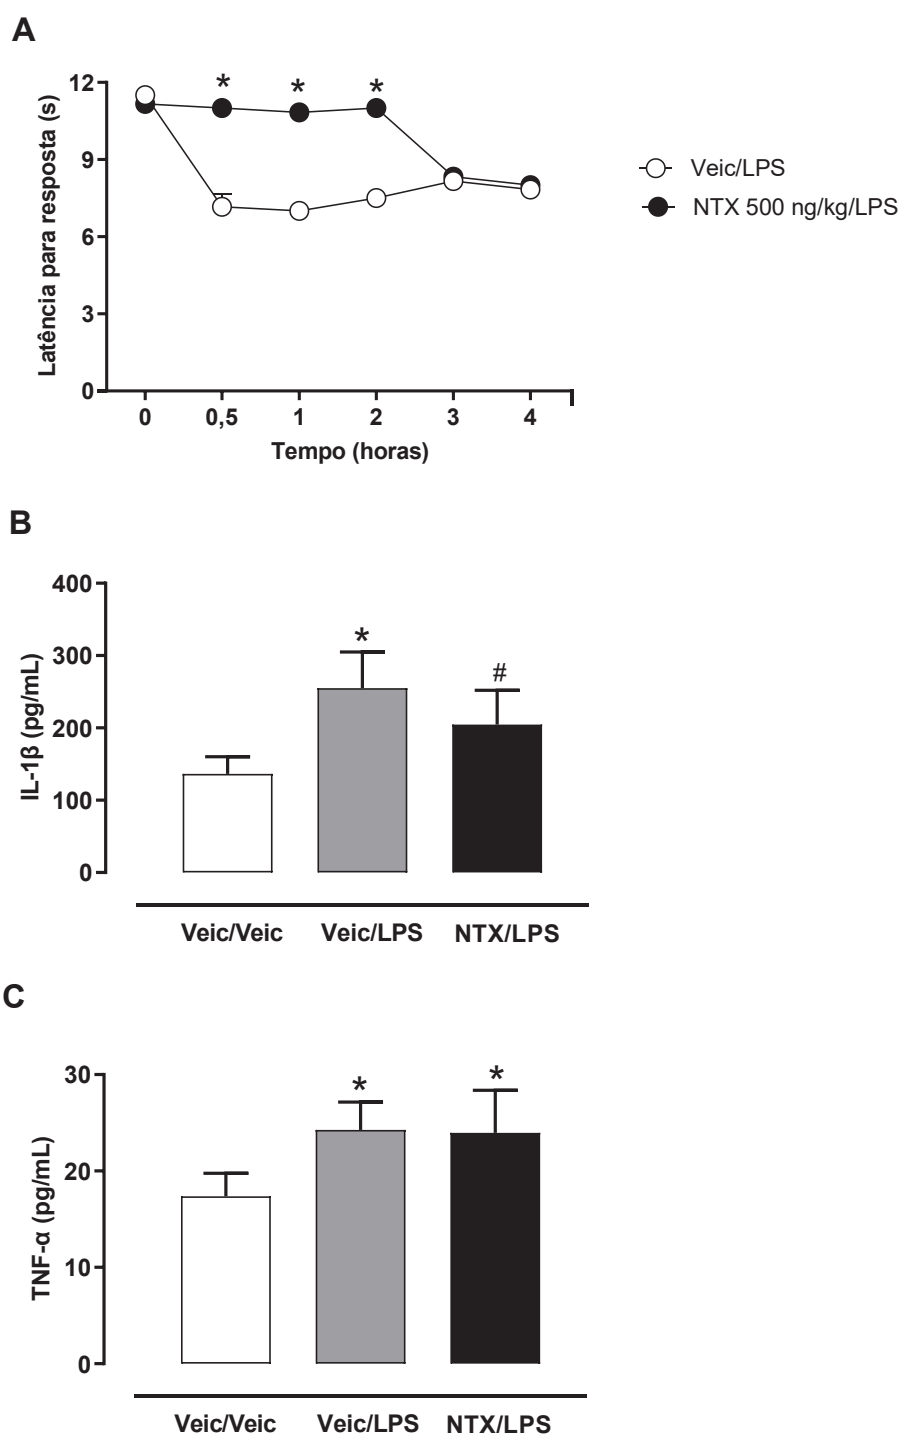 A
Latência para resposta (s)
12
9
6
3
0
* * *
0 0,5 1 2 3 4
Tempo (horas)
Veic/LPS
NTX 500 ng/kg/LPS
B
IL-1β (pg/mL)
400
300
200
100
0
*
#
Veic/Veic Veic/LPS NTX/LPS
C
TNF-α (pg/mL)
30
20
10
0
* *
Veic/Veic Veic/LPS NTX/LPS